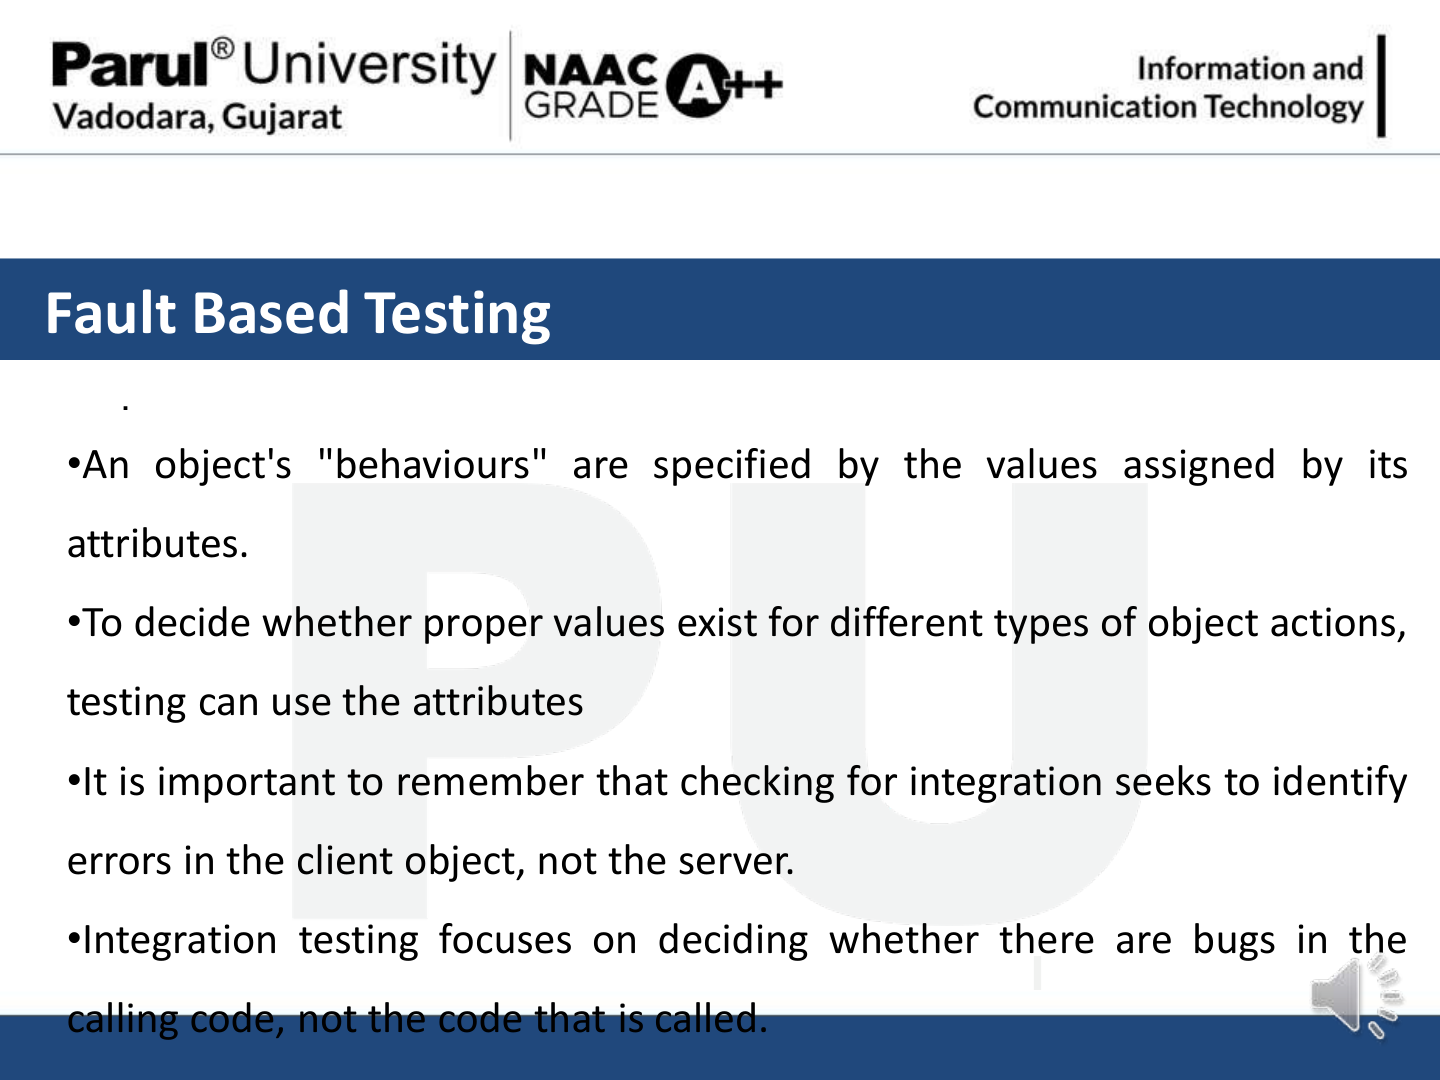 Parul® University
Vadodara, Gujarat
NAAC
GRADE A++
Information and
Communication Technology
Fault Based Testing
.
•An object's "behaviours" are specified by the values assigned by its
attributes.
•To decide whether proper values exist for different types of object actions,
testing can use the attributes
•It is important to remember that checking for integration seeks to identify
errors in the client object, not the server.
•Integration testing focuses on deciding whether there are bugs in the
calling code, not the code that is called.
PU